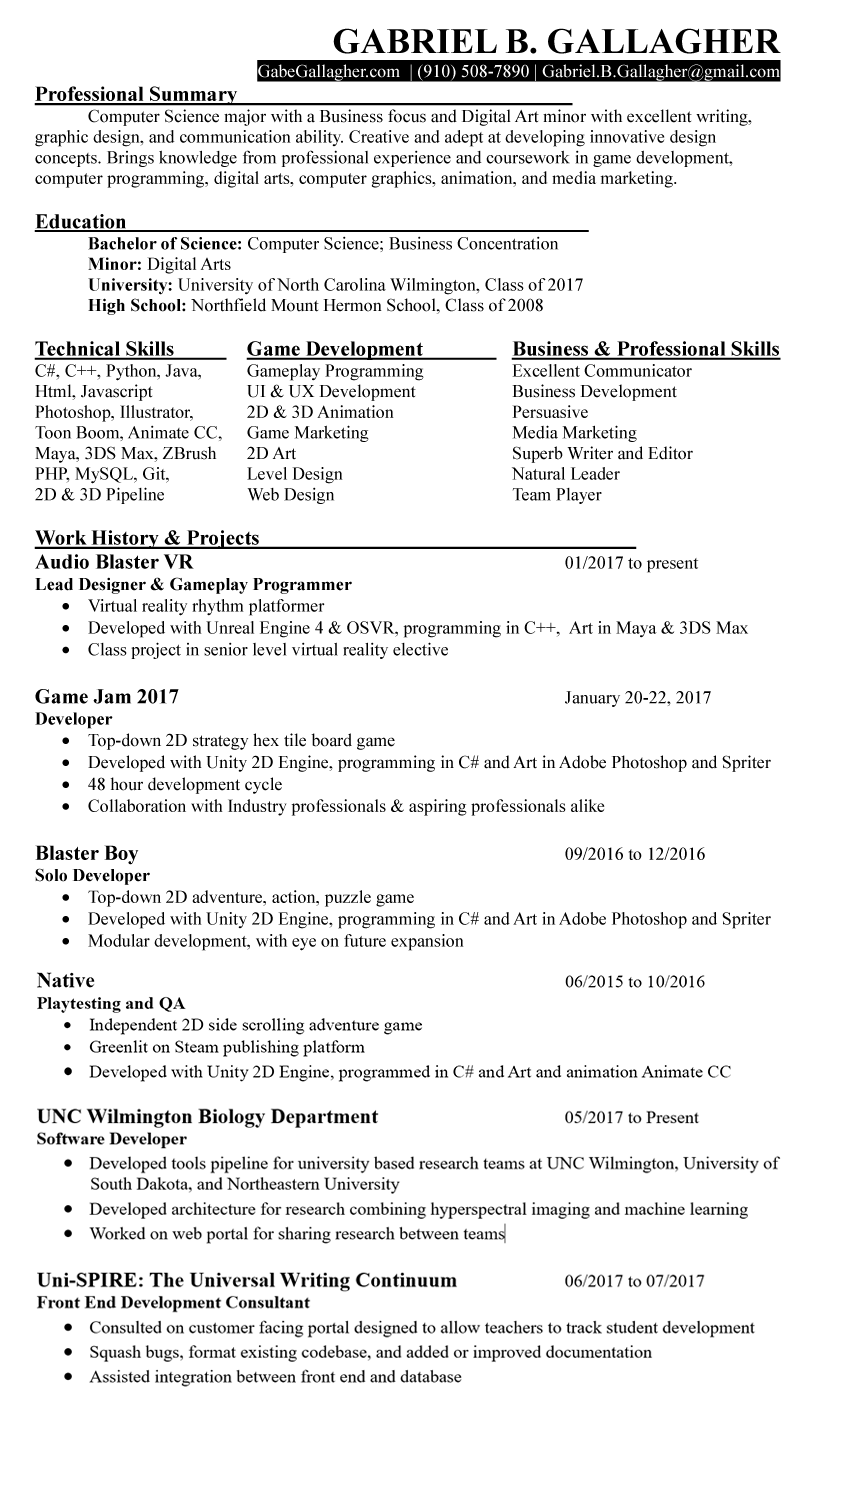 GABRIEL B. GALLAGHER
GabeGallagher.com | (910) 508-7890 | Gabriel.B.Gallagher@gmail.com
Professional Summary
Computer Science major with a Business focus and Digital Art minor with excellent writing,
graphic design, and communication ability. Creative and adept at developing innovative design
concepts. Brings knowledge from professional experience and coursework in game development,
computer programming, digital arts, computer graphics, animation, and media marketing.
Education
Bachelor of Science: Computer Science; Business Concentration
Minor: Digital Arts
University: University of North Carolina Wilmington, Class of 2017
High School: Northfield Mount Hermon School, Class of 2008
Technical Skills
C#, C++, Python, Java,
Html, Javascript
Photoshop, Illustrator,
Toon Boom, Animate CC,
Maya, 3DS Max, ZBrush
PHP, MySQL, Git,
2D & 3D Pipeline
Game Development
Gameplay Programming
UI & UX Development
2D & 3D Animation
Game Marketing
2D Art
Level Design
Web Design
Business & Professional Skills
Excellent Communicator
Business Development
Persuasive
Media Marketing
Superb Writer and Editor
Natural Leader
Team Player
Work History & Projects
Audio Blaster VR 01/2017 to present
Lead Designer & Gameplay Programmer
• Virtual reality rhythm platformer
• Developed with Unreal Engine 4 & OSVR, programming in C++, Art in Maya & 3DS Max
• Class project in senior level virtual reality elective
Game Jam 2017 January 20-22, 2017
Developer
• Top-down 2D strategy hex tile board game
• Developed with Unity 2D Engine, programming in C# and Art in Adobe Photoshop and Spriter
• 48 hour development cycle
• Collaboration with Industry professionals & aspiring professionals alike
Blaster Boy 09/2016 to 12/2016
Solo Developer
• Top-down 2D adventure, action, puzzle game
• Developed with Unity 2D Engine, programming in C# and Art in Adobe Photoshop and Spriter
• Modular development, with eye on future expansion
Native 06/2015 to 10/2016
Playtesting and QA
• Independent 2D side scrolling adventure game
• Greenlit on Steam publishing platform
• Developed with Unity 2D Engine, programmed in C# and Art and animation Animate CC
UNC Wilmington Biology Department 05/2017 to Present
Software Developer
• Developed tools pipeline for university based research teams at UNC Wilmington, University of
South Dakota, and Northeastern University
• Developed architecture for research combining hyperspectral imaging and machine learning
• Worked on web portal for sharing research between teams
Uni-SPIRE: The Universal Writing Continuum 06/2017 to 07/2017
Front End Development Consultant
• Consulted on customer facing portal designed to allow teachers to track student development
• Squash bugs, format existing codebase, and added or improved documentation
• Assisted integration between front end and database